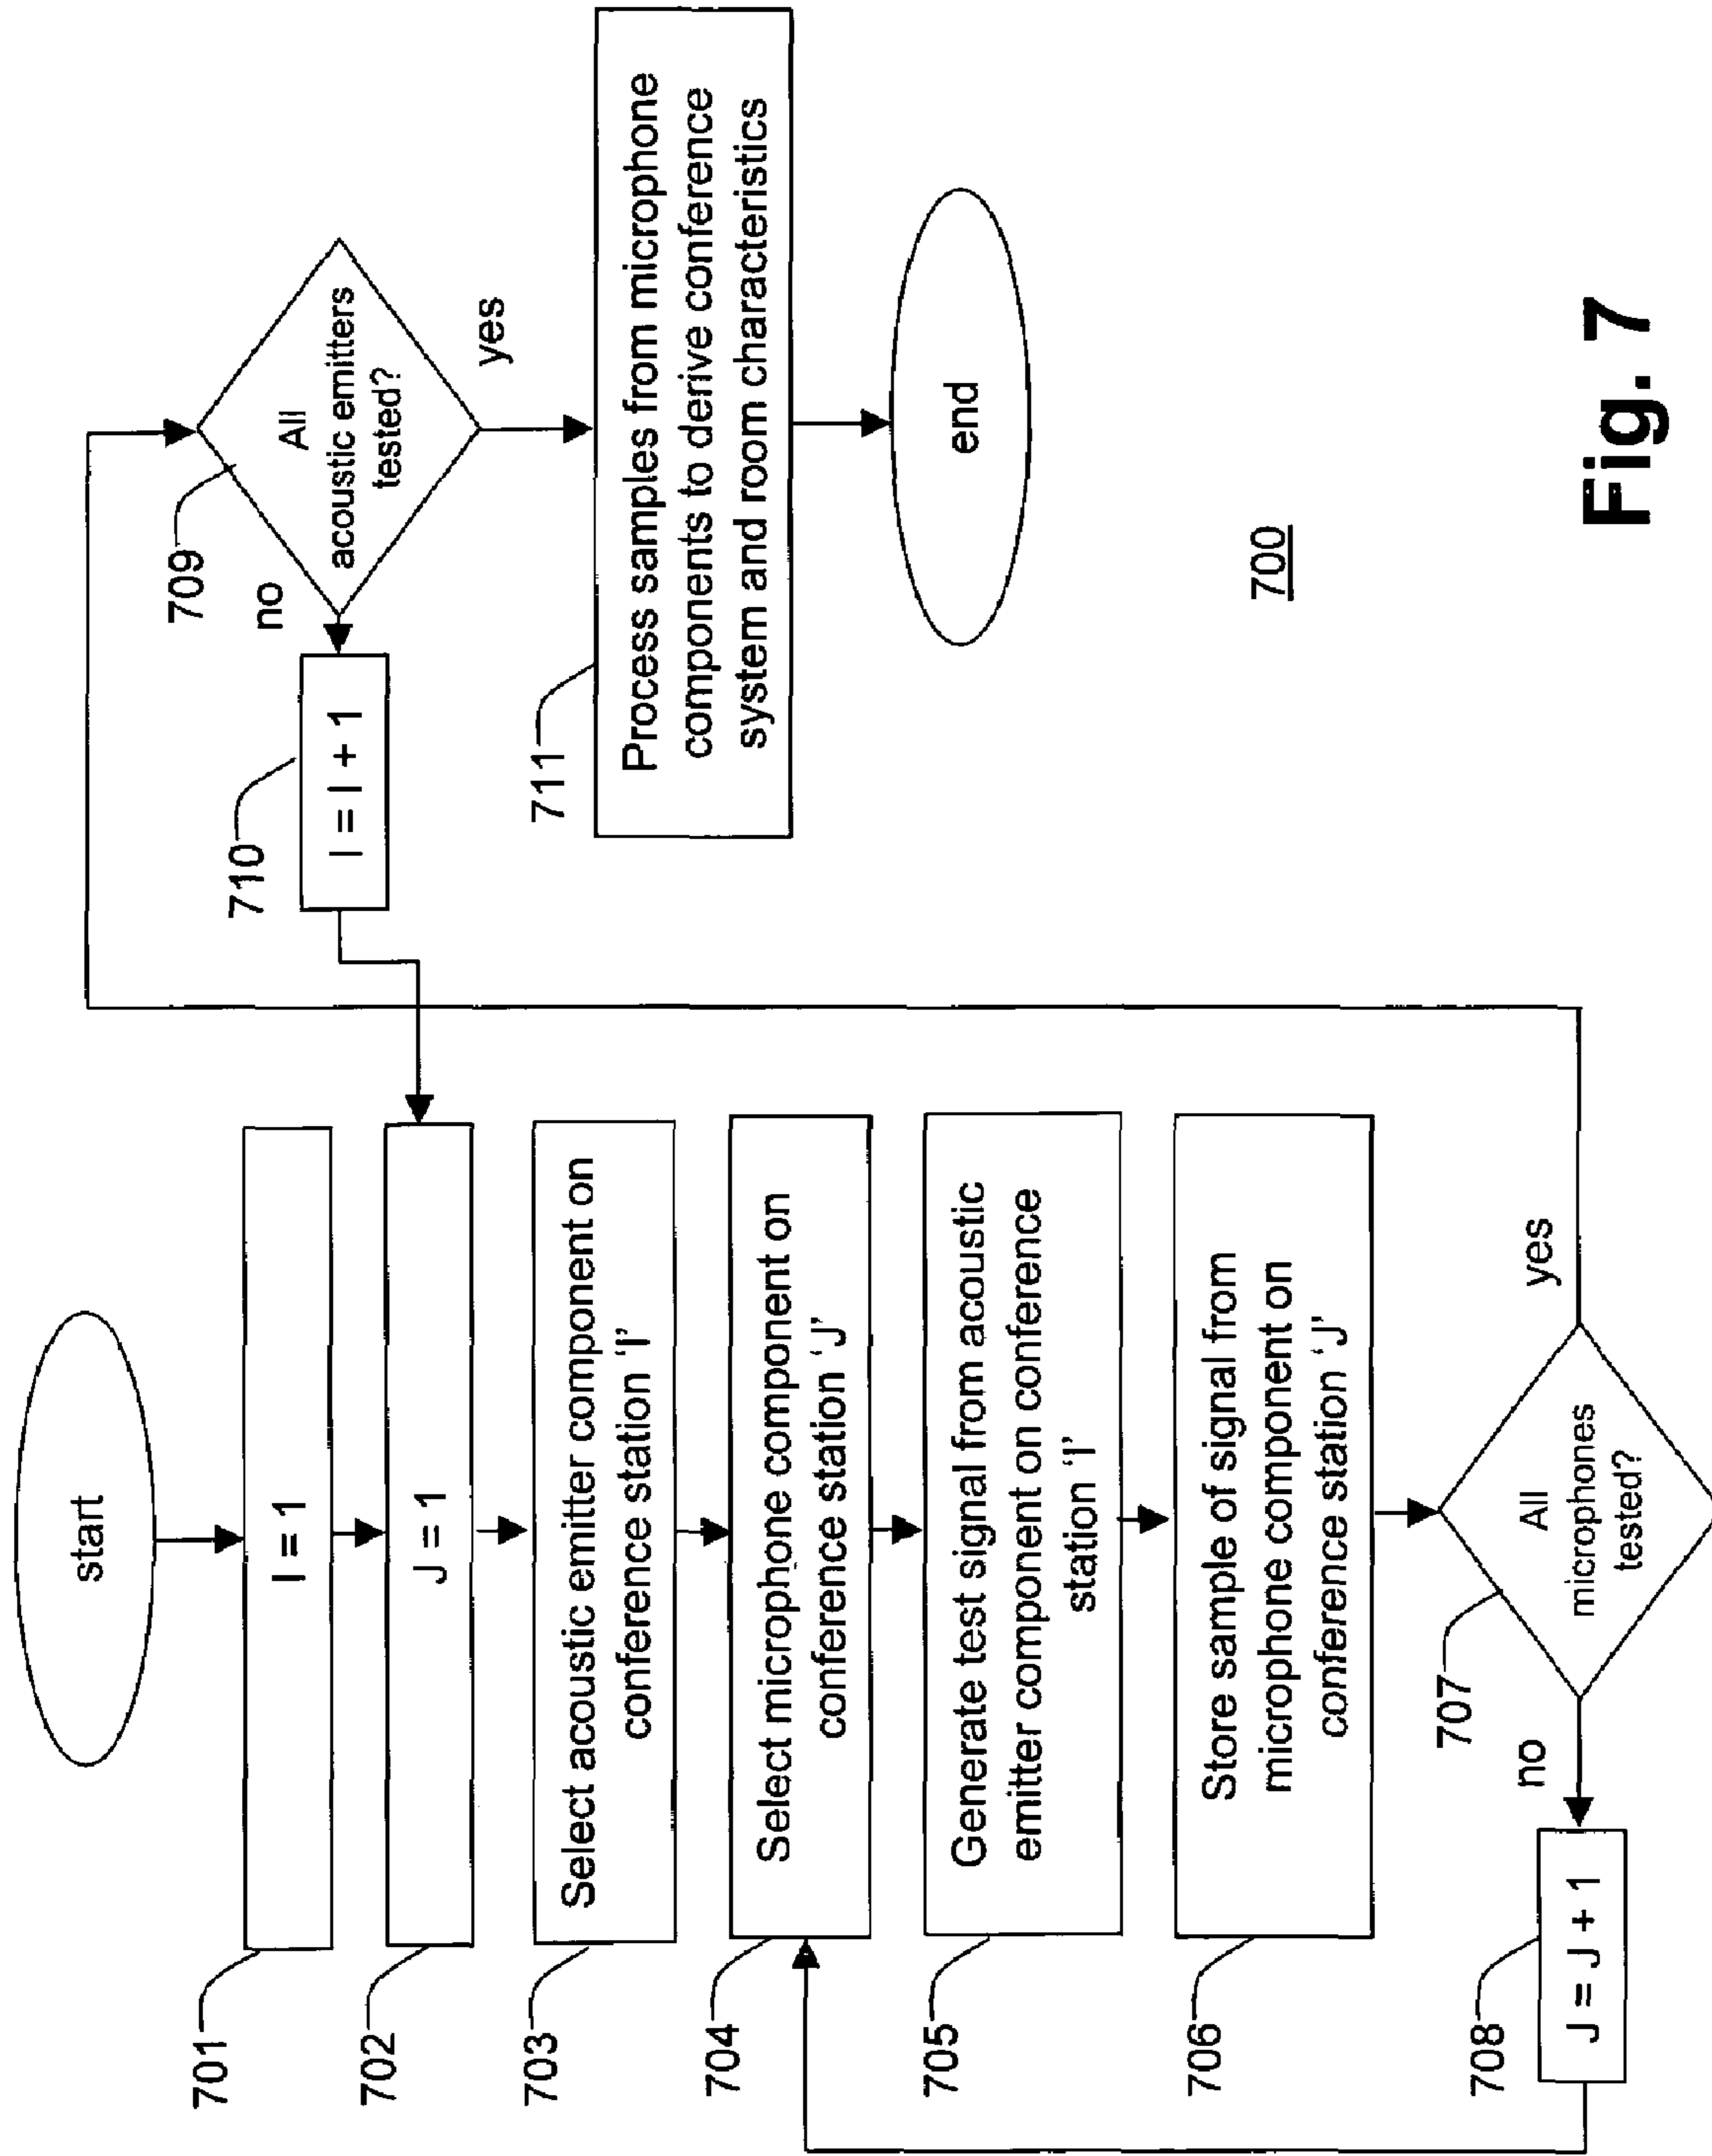 start
701
I = 1
702
J = 1
703
Select acoustic emitter component on
conference station 'I'
704
Select microphone component on
conference station 'J'
705
Generate test signal from acoustic
emitter component on conference
station 'I'
706
Store sample of signal from
microphone component on
conference station 'J'
707
All
microphones
tested?
no
yes
708
J = J + 1
709
All
acoustic emitters
tested?
no
yes
710
I = I + 1
711
Process samples from microphone
components to derive conference
system and room characteristics
end
700
Fig. 7